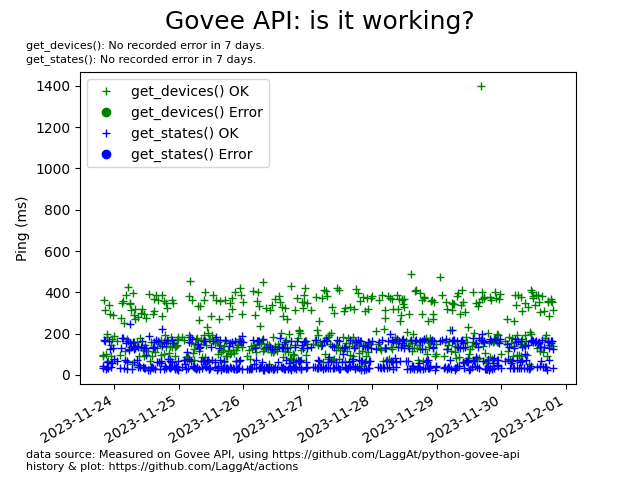 Govee API: is it working?
get_devices(): No recorded error in 7 days.
get_states(): No recorded error in 7 days.
get_devices() OK
get_devices() Error
get_states() OK
get_states() Error
Ping (ms)
1400
1200
1000
800
600
400
200
0
2023-11-24
2023-11-25
2023-11-26
2023-11-27
2023-11-28
2023-11-29
2023-11-30
2023-12-01
data source: Measured on Govee API, using https://github.com/LaggAt/python-govee-api
history & plot: https://github.com/LaggAt/actions